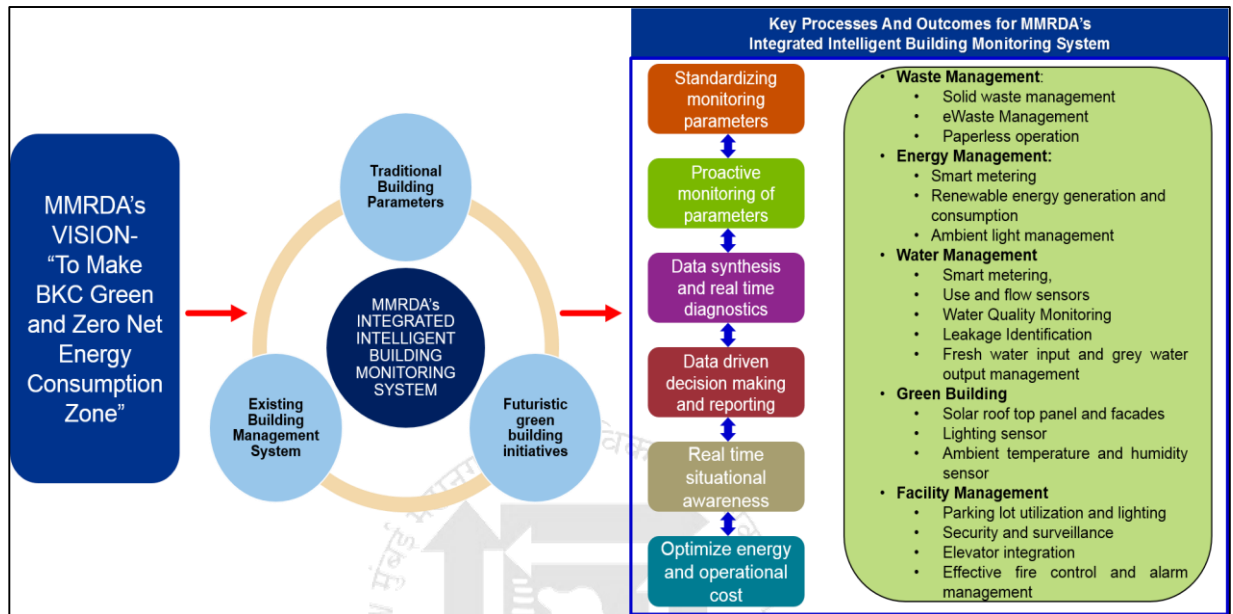 Key Processes And Outcomes for MMRDA's
Integrated Intelligent Building Monitoring System
MMRDA's
VISION-
“To Make
BKC Green
and Zero Net
Energy
Consumption
Zone”
Traditional
Building
Parameters
MMRDA's
INTEGRATED
INTELLIGENT
BUILDING
MONITORING
SYSTEM
Existing
Building
Management
System
Futuristic
green
building
initiatives
Standardizing
monitoring
parameters
Proactive
monitoring of
parameters
Data synthesis
and real time
diagnostics
Data driven
decision making
and reporting
Real time
situational
awareness
Optimize energy
and operational
cost
• Waste Management:
• Solid waste management
• eWaste Management
• Paperless operation
• Energy Management:
• Smart metering
• Renewable energy generation and
consumption
• Ambient light management
• Water Management
• Smart metering,
• Use and flow sensors
• Water Quality Monitoring
• Leakage Identification
• Fresh water input and grey water
output management
• Green Building
• Solar roof top panel and facades
• Lighting sensor
• Ambient temperature and humidity
sensor
• Facility Management
• Parking lot utilization and lighting
• Security and surveillance
• Elevator integration
• Effective fire control and alarm
management